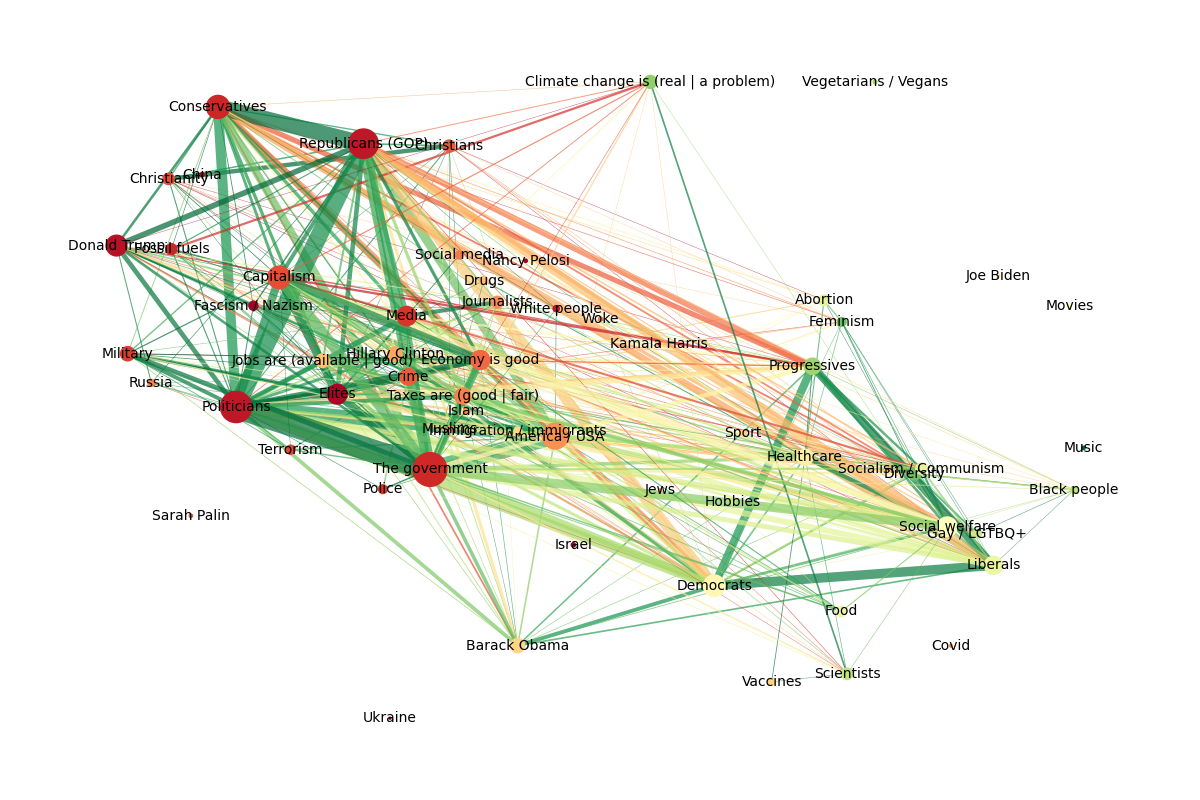 Climate change is (real | a problem)
Vegetarians / Vegans
Conservatives
Republicans (GOP)
Christians
Christianity
China
Donald Trump
Fossil fuels
Social media
Nancy Pelosi
Capitalism
Drugs
Joe Biden
Abortion
Journalists
Fascism / Nazism
White people
Movies
Media
Woke
Feminism
Kamala Harris
Military
Hillary Clinton
Jobs are (available | good)
Economy is good
Progressives
Crime
Russia
Elites
Taxes are (good | fair)
Politicians
Islam
Muslims
Immigration / immigrants
America / USA
Sport
Terrorism
Music
Healthcare
The government
Socialism / Communism
Diversity
Police
Jews
Black people
Hobbies
Sarah Palin
Social welfare
Gay / LGTBQ+
Israel
Liberals
Democrats
Food
Barack Obama
Covid
Scientists
Vaccines
Ukraine